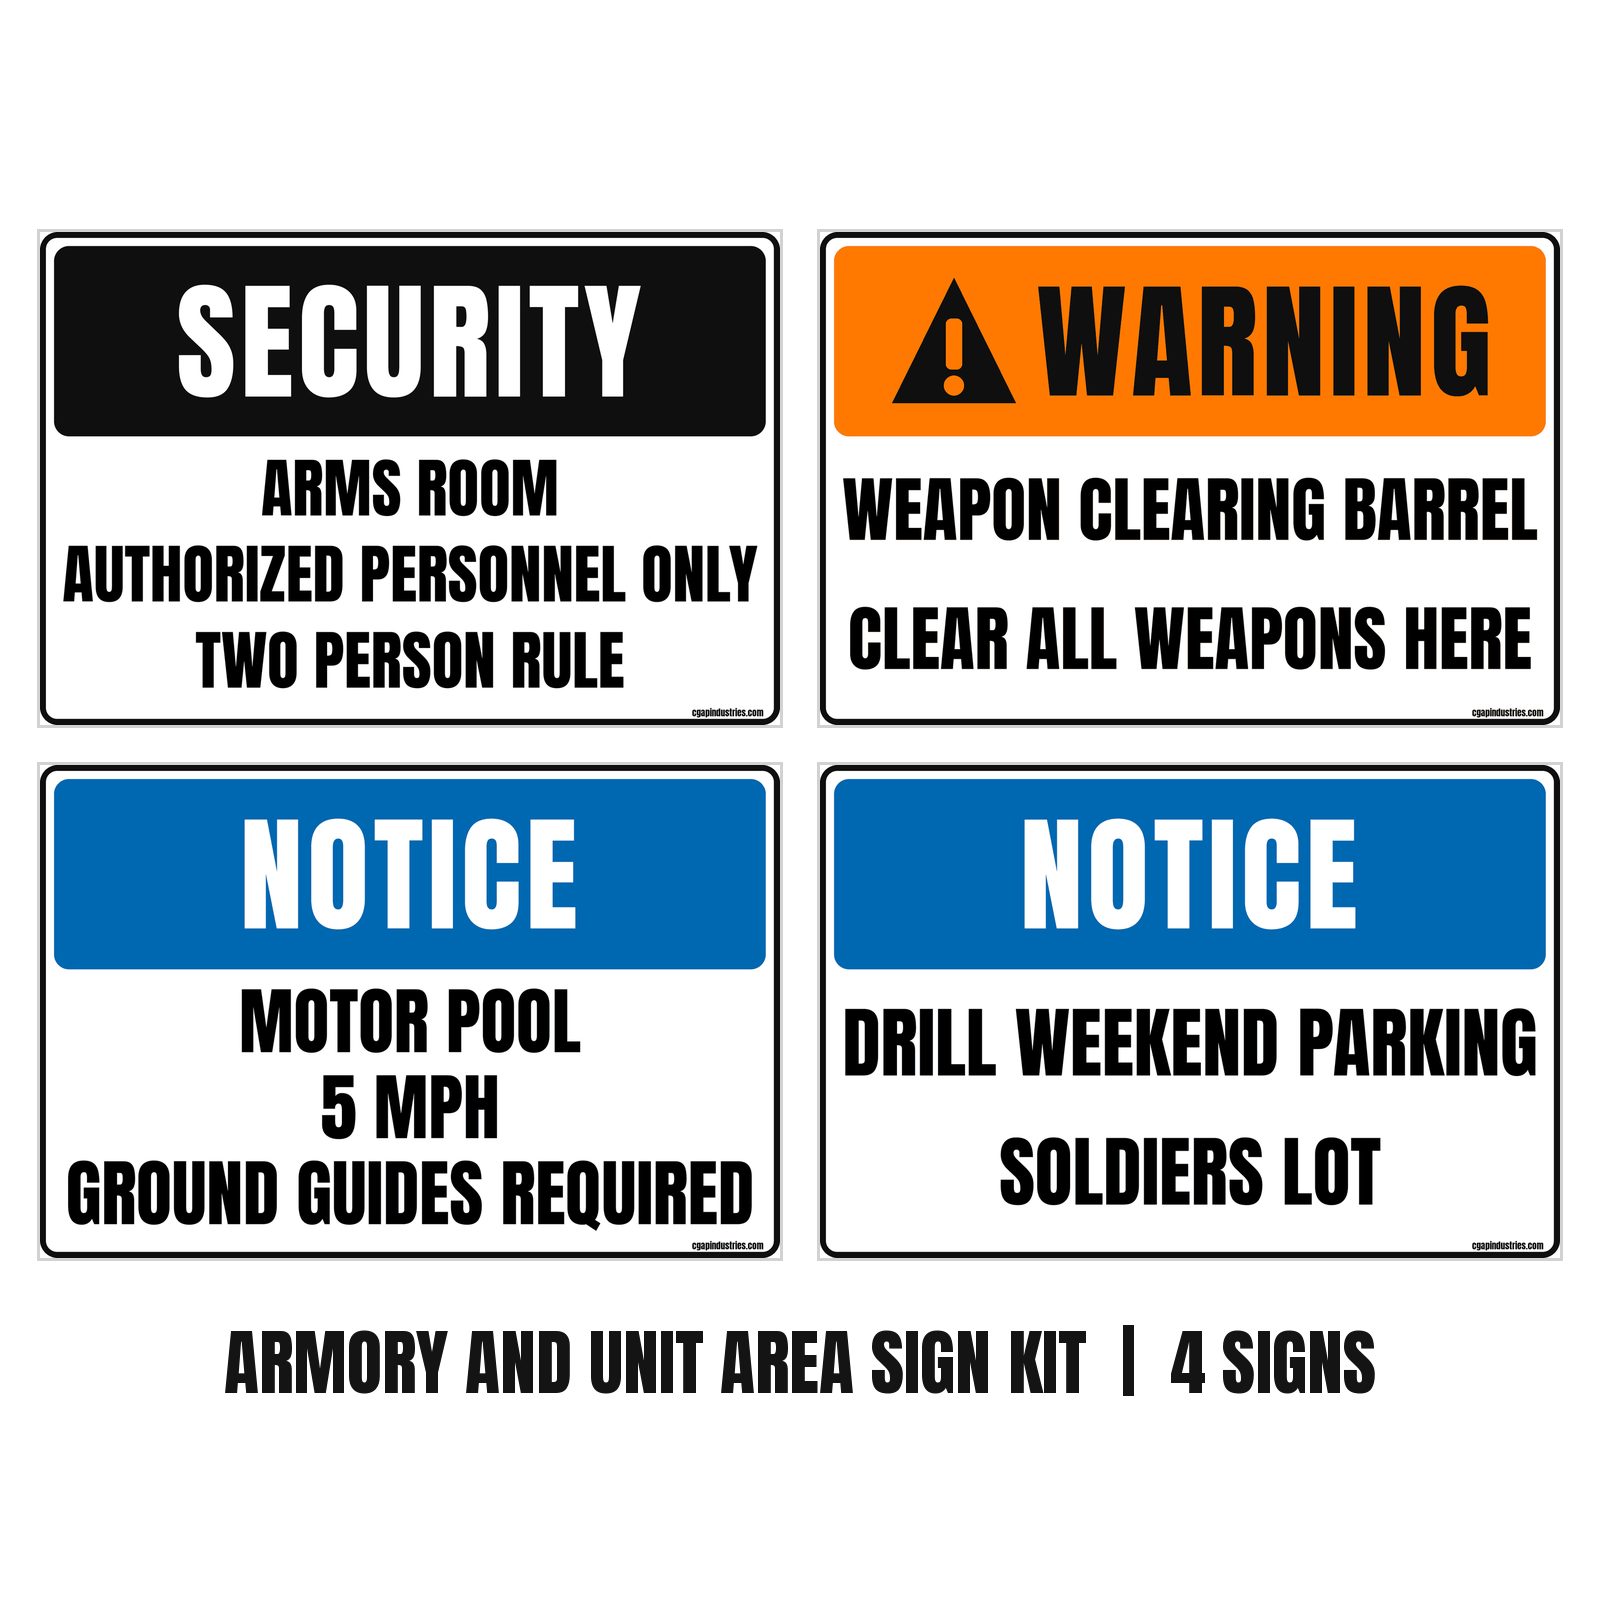 SECURITY
ARMS ROOM
AUTHORIZED PERSONNEL ONLY
TWO PERSON RULE
cgapindustries.com
WARNING
WEAPON CLEARING BARREL
CLEAR ALL WEAPONS HERE
cgapindustries.com
NOTICE
MOTOR POOL
5 MPH
GROUND GUIDES REQUIRED
cgapindustries.com
NOTICE
DRILL WEEKEND PARKING
SOLDIERS LOT
cgapindustries.com
ARMORY AND UNIT AREA SIGN KIT | 4 SIGNS